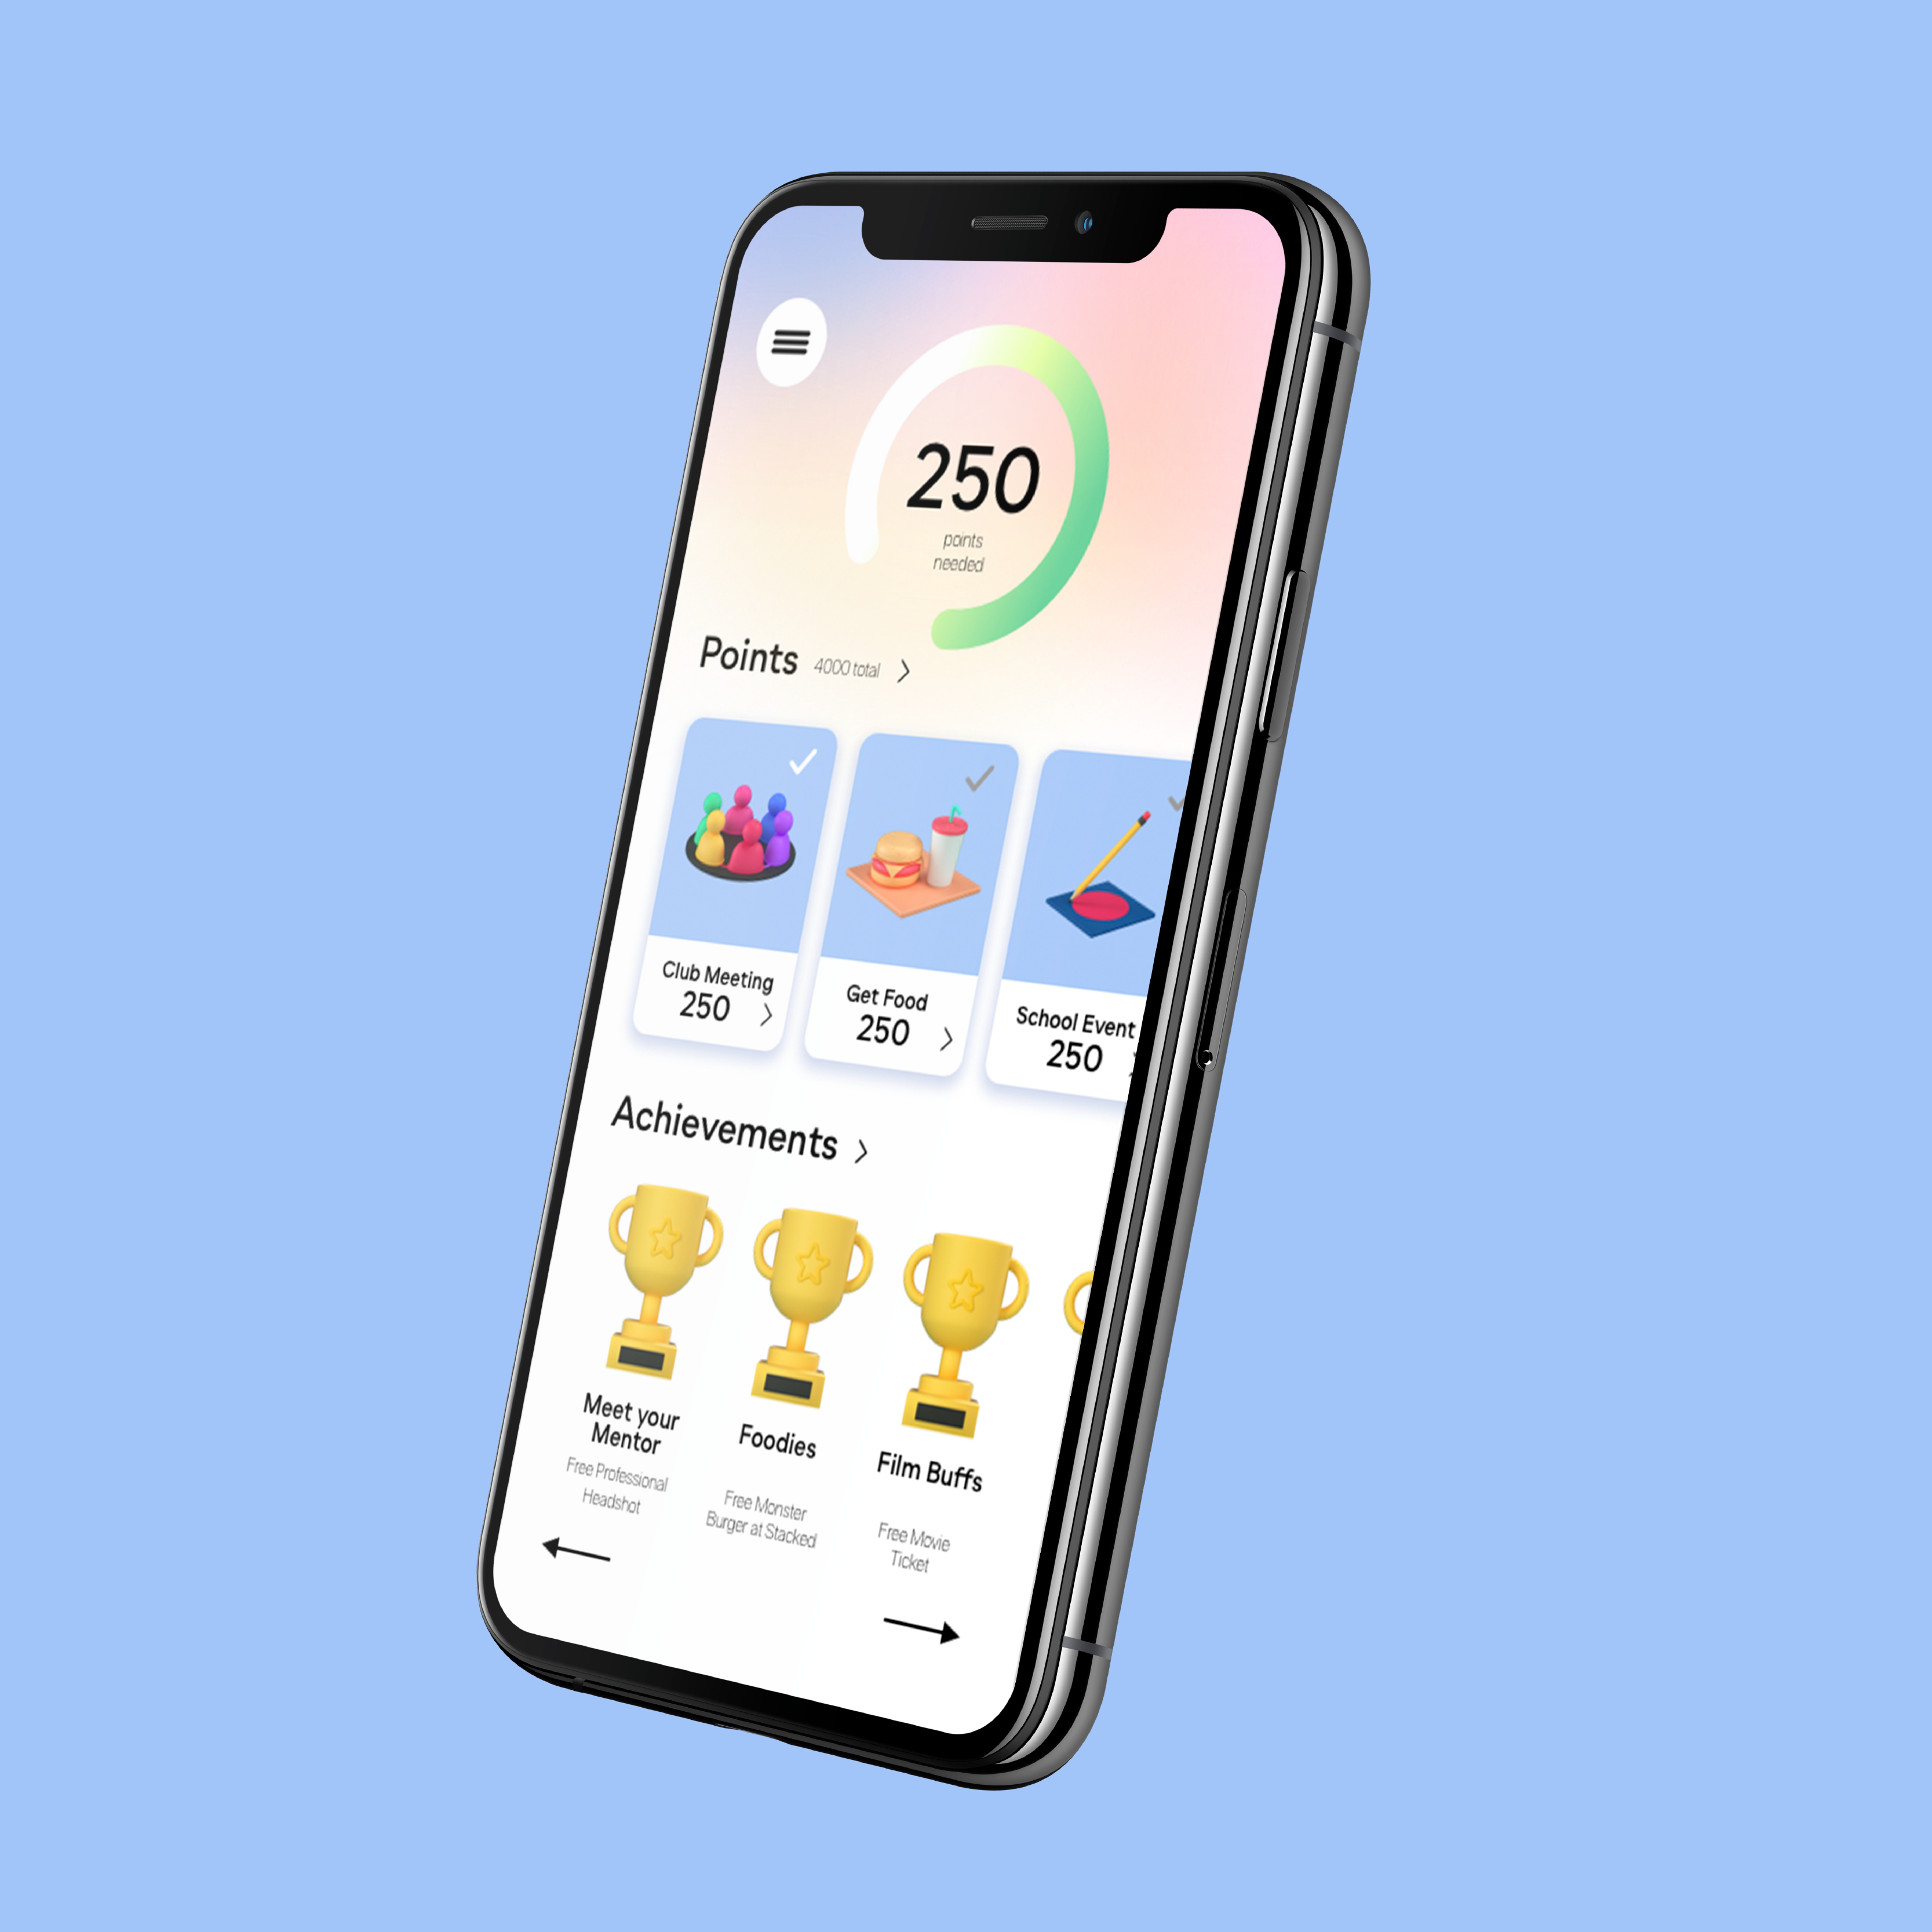 250
points
needed
Points 4000 total
Club Meeting
250
Get Food
250
School Event
250
Achievements
Meet your
Mentor
Free Professional
Headshot
Foodies
Free Monster
Burger at Stacked
Film Buffs
Free Movie
Ticket